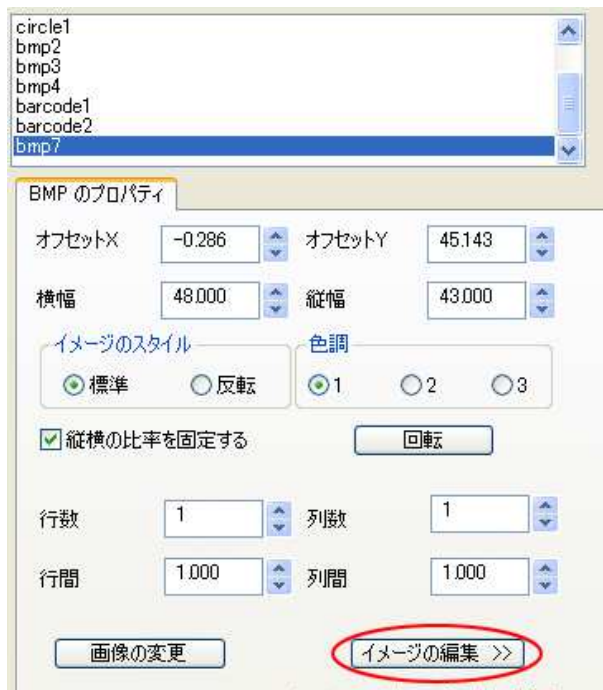 circle1
bmp2
bmp3
bmp4
barcode1
barcode2
bmp7
BMP のプロパティ
オフセットX -0.286 オフセットY 45.143
横幅 48.000 縦幅 43.000
イメージのスタイル 色調
標準 反転 1 2 3
縦横の比率を固定する 回転
行数 1 列数 1
行間 1.000 列間 1.000
画像の変更 イメージの編集 >>